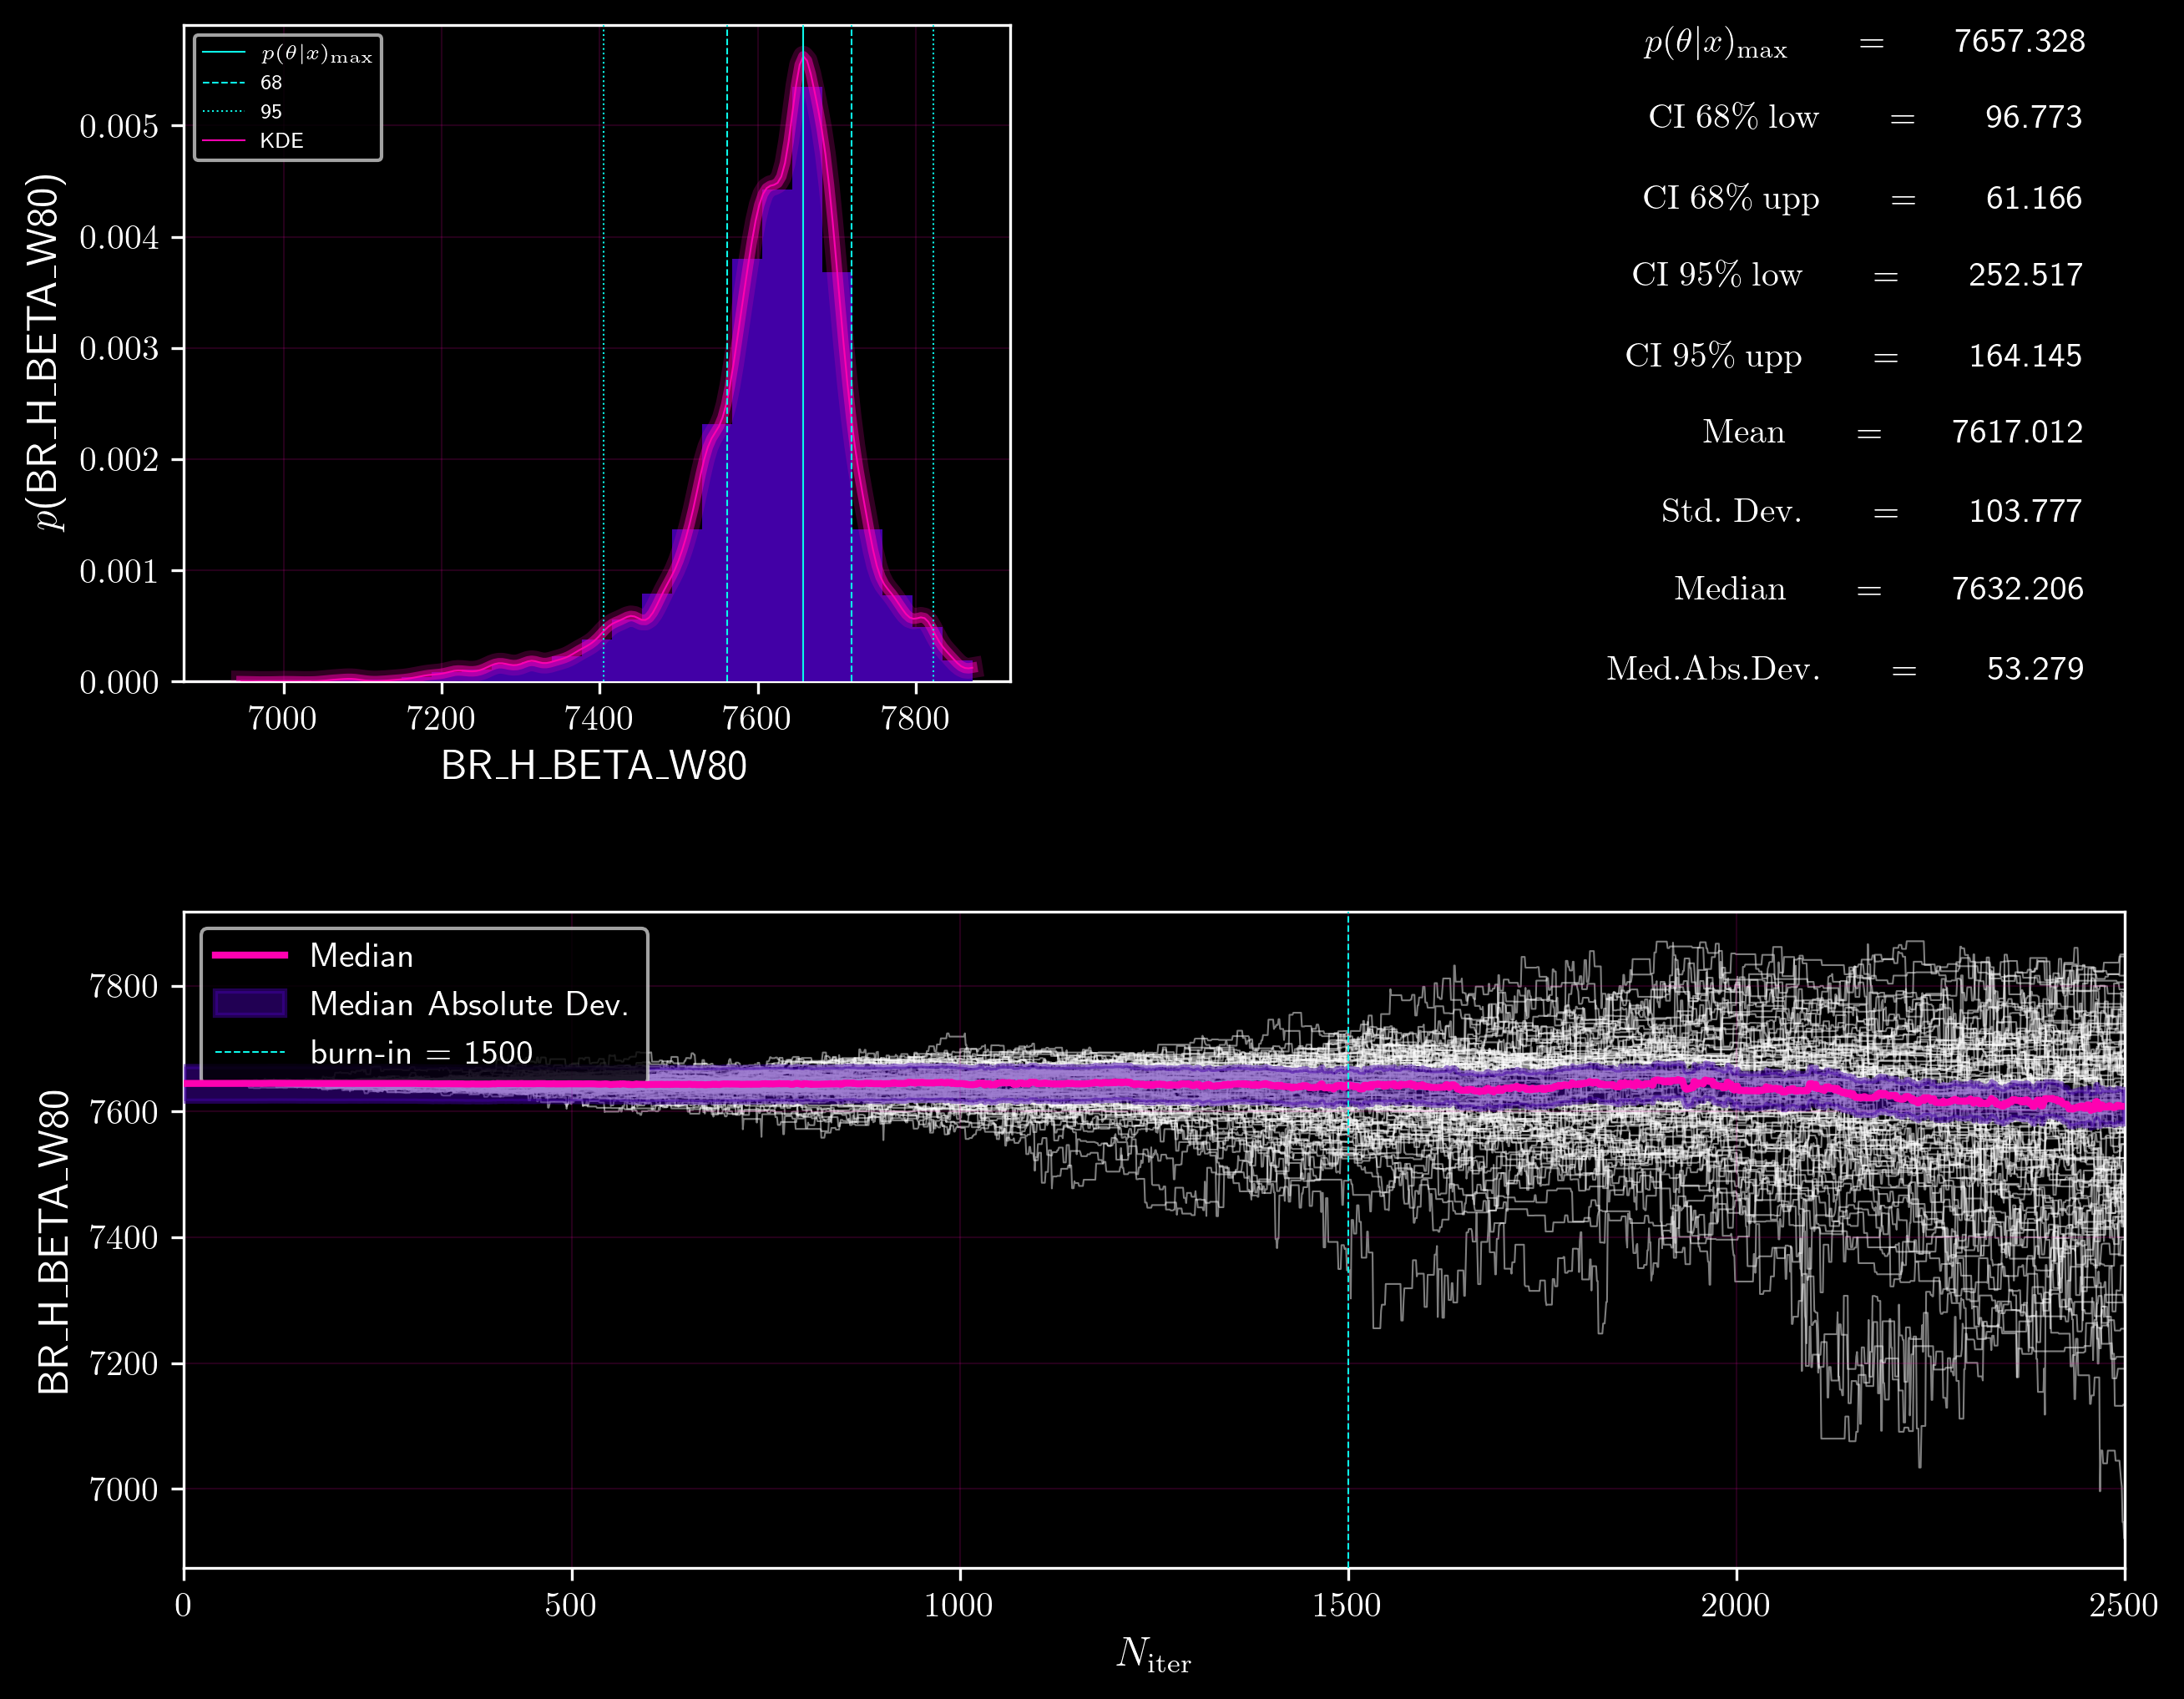 p(θ|x)max
68
95
KDE
0.005
0.004
0.003
0.002
0.001
0.000
p(BR_H_BETA_W80)
7000 7200 7400 7600 7800
BR_H_BETA_W80
p(θ|x)max = 7657.328
CI 68% low = 96.773
CI 68% upp = 61.166
CI 95% low = 252.517
CI 95% upp = 164.145
Mean = 7617.012
Std. Dev. = 103.777
Median = 7632.206
Med.Abs.Dev. = 53.279
Median
Median Absolute Dev.
burn-in = 1500
7800
7600
7400
7200
7000
BR_H_BETA_W80
0 500 1000 1500 2000 2500
Niter